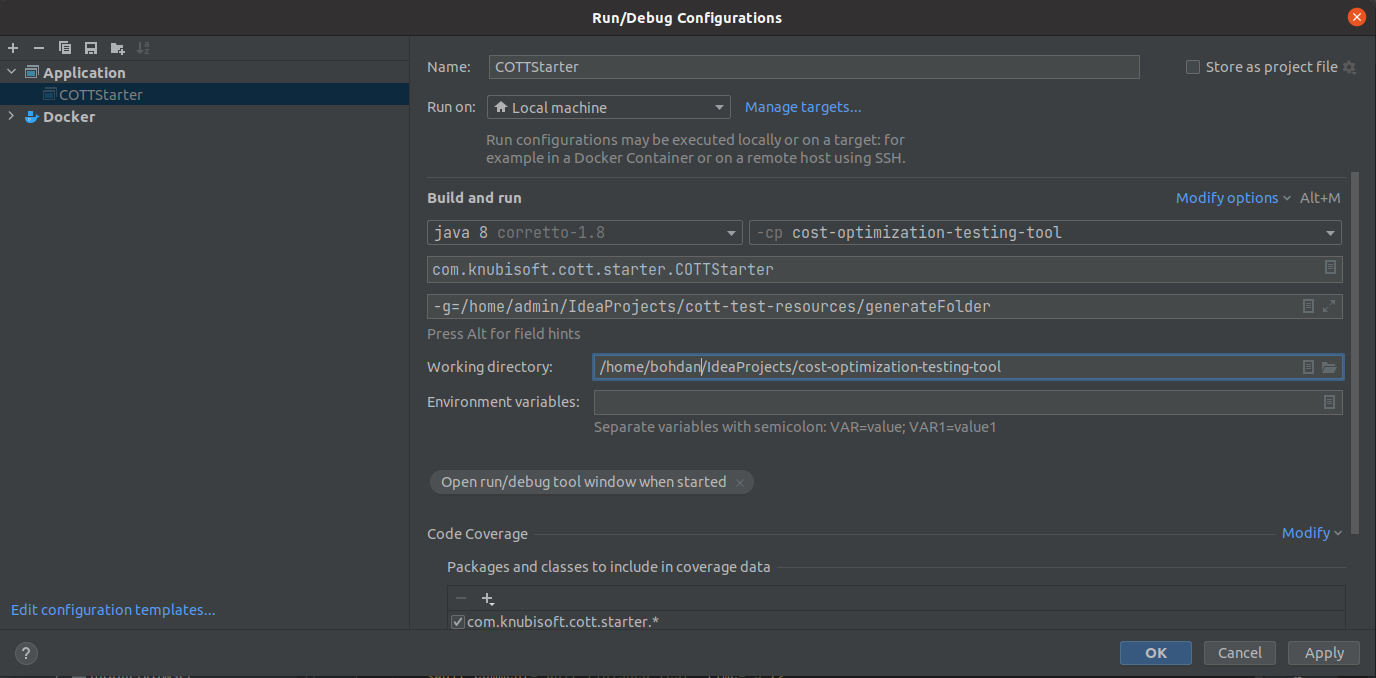 Run/Debug Configurations
Application
COTTStarter
Docker
Edit configuration templates...
Name: COTTStarter Store as project file
Run on: Local machine Manage targets...
Run configurations may be executed locally or on a target: for
example in a Docker Container or on a remote host using SSH.
Build and run Modify options Alt+M
java 8 corretto-1.8 -cp cost-optimization-testing-tool
com.knubisoft.cott.starter.COTTStarter
-g=/home/admin/IdeaProjects/cott-test-resources/generateFolder
Press Alt for field hints
Working directory: /home/bohdan/IdeaProjects/cost-optimization-testing-tool
Environment variables:
Separate variables with semicolon: VAR=value; VAR1=value1
Open run/debug tool window when started
Code Coverage Modify
Packages and classes to include in coverage data
com.knubisoft.cott.starter.*
? OK Cancel Apply